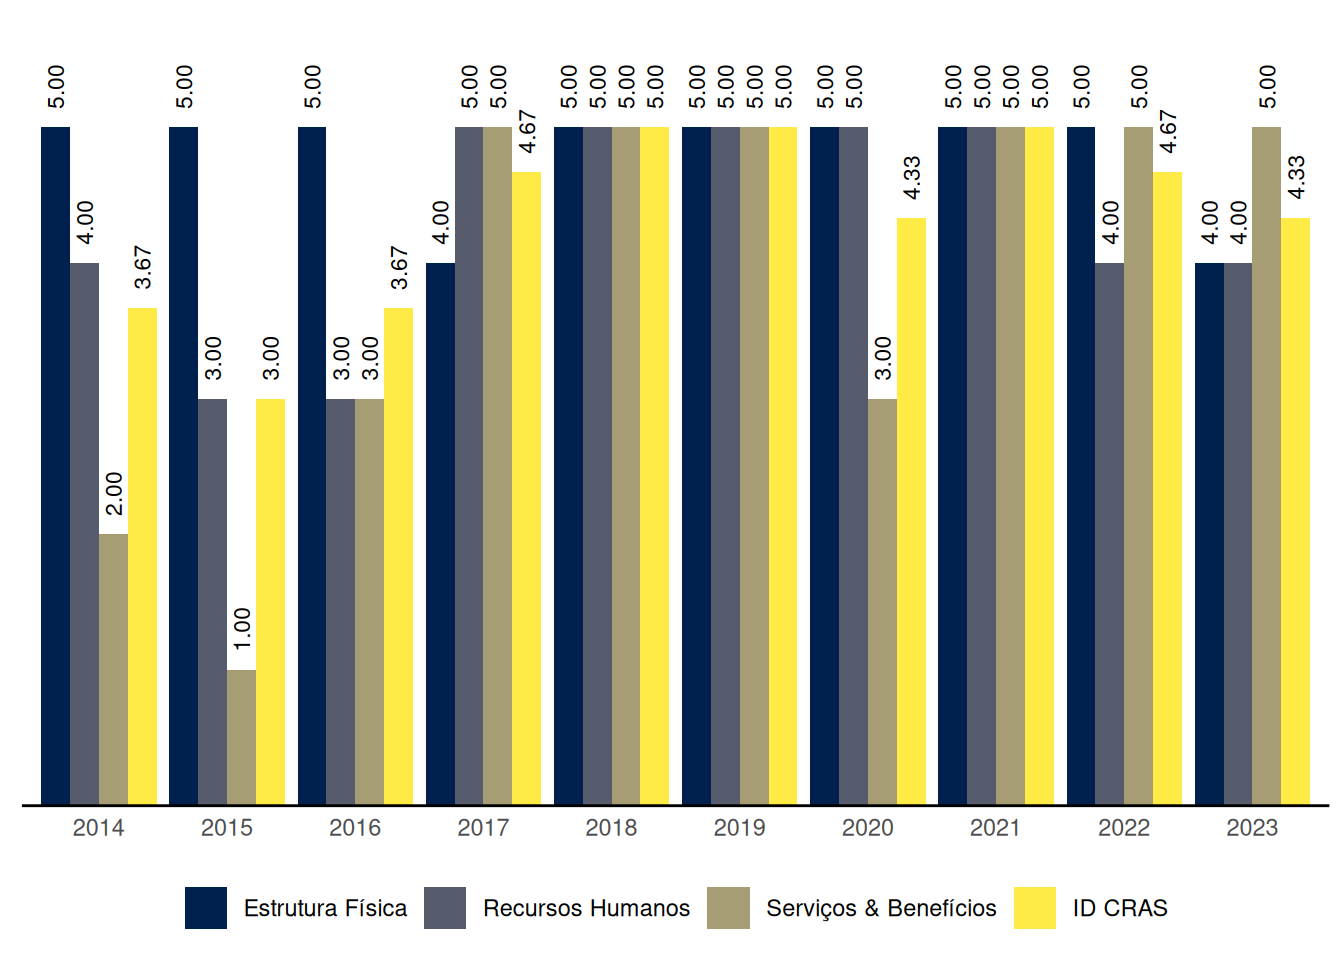 5.00 4.00 2.00 3.67
5.00 3.00 1.00 3.00
5.00 3.00 3.00 3.67
4.00 5.00 5.00 4.67
5.00 5.00 5.00 5.00
5.00 5.00 5.00 5.00
5.00 5.00 3.00 4.33
5.00 5.00 5.00 5.00
5.00 4.00 5.00 4.67
4.00 4.00 5.00 4.33
2014 2015 2016 2017 2018 2019 2020 2021 2022 2023
Estrutura Física Recursos Humanos Serviços & Benefícios ID CRAS